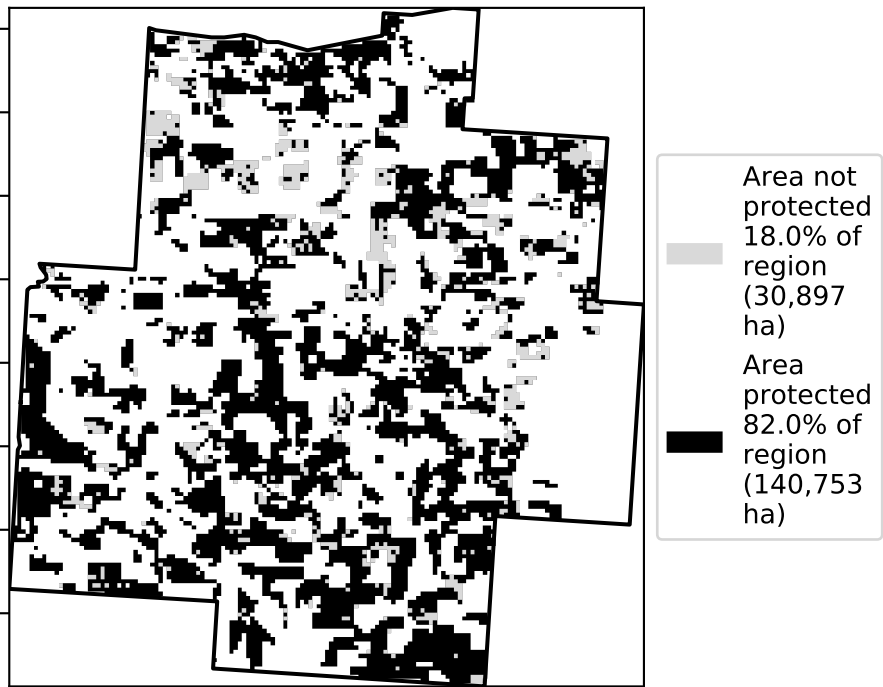 Area not
protected
18.0% of
region
(30,897
ha)
Area
protected
82.0% of
region
(140,753
ha)